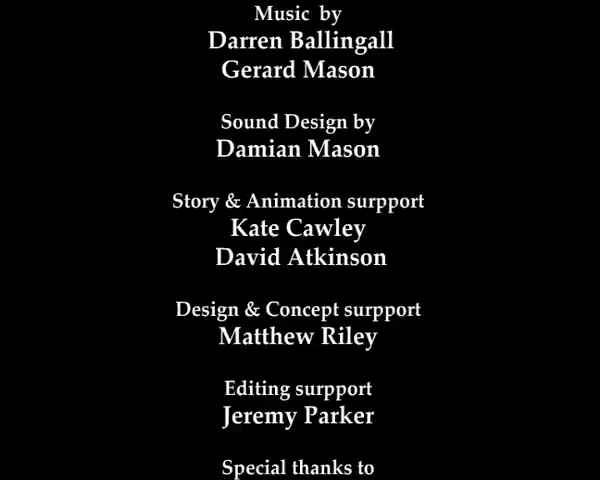 Music by
Darren Ballingall
Gerard Mason
Sound Design by
Damian Mason
Story & Animation surpport
Kate Cawley
David Atkinson
Design & Concept surpport
Matthew Riley
Editing surpport
Jeremy Parker
Special thanks to